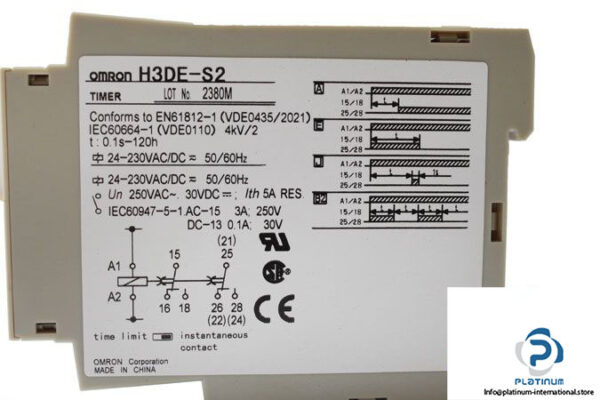 OMRON H3DE-S2
TIMER LOT No. 2380M
Conforms to EN61812-1 (VDE0435/2021)
IEC60664-1 (VDE0110) 4kV/2
t : 0.1s-120h
24-230VAC/DC≂ 50/60Hz
24-230VAC/DC≂ 50/60Hz
Un 250VAC~ 30VDC⎓; Ith 5A RES.
IEC60947-5-1 AC-15 3A; 250V
DC-13 0.1A; 30V
(21)
15 25
A1
A2
16 18 26 28
(22) (24)
time limit instantaneous
contact
OMRON Corporation
MADE IN CHINA
A A1/A2
15/18 t
25/28
E A1/A2
15/18 t
25/28
J A1/A2
15/18 t
25/28
B2 A1/A2
15/18 t t t t
25/28
CE
PLATINUM
INTERNATIONAL
Info@platinum-international.store